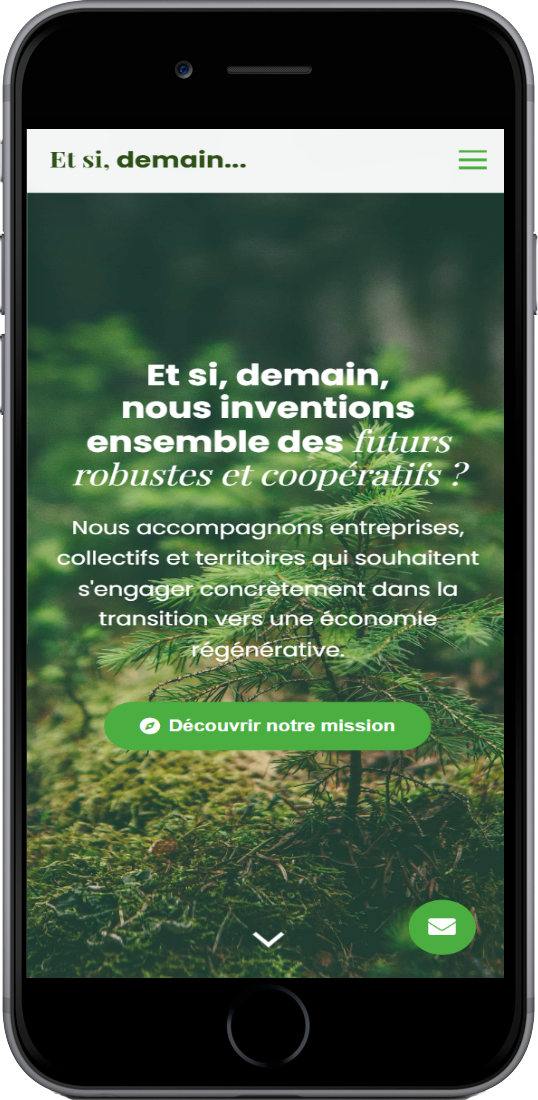 Et si, demain...
Et si, demain,
nous inventions
ensemble des futurs
robustes et coopératifs ?
Nous accompagnons entreprises,
collectifs et territoires qui souhaitent
s'engager concrètement dans la
transition vers une économie
régénérative.
Découvrir notre mission